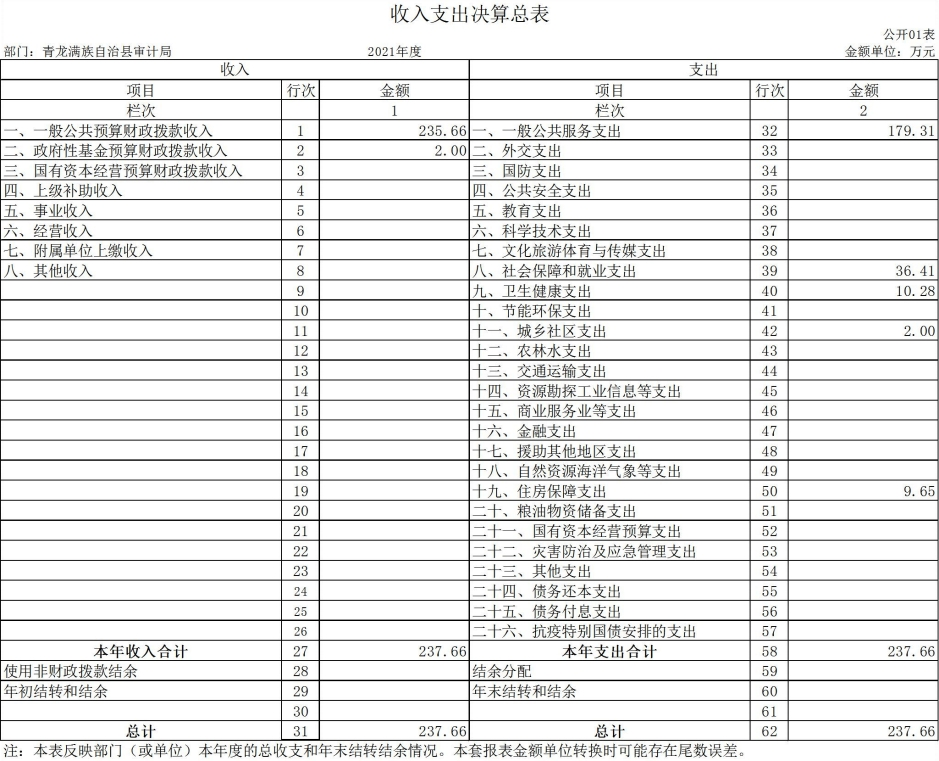 收入支出决算总表
公开01表
部门：青龙满族自治县审计局 2021年度 金额单位：万元
收入 支出
项目 行次 金额 项目 行次 金额
栏次 1 栏次 2
一、一般公共预算财政拨款收入 1 235.66 一、一般公共服务支出 32 179.31
二、政府性基金预算财政拨款收入 2 2.00 二、外交支出 33
三、国有资本经营预算财政拨款收入 3 三、国防支出 34
四、上级补助收入 4 四、公共安全支出 35
五、事业收入 5 五、教育支出 36
六、经营收入 6 六、科学技术支出 37
七、附属单位上缴收入 7 七、文化旅游体育与传媒支出 38
八、其他收入 8 八、社会保障和就业支出 39 36.41
9 九、卫生健康支出 40 10.28
10 十、节能环保支出 41
11 十一、城乡社区支出 42 2.00
12 十二、农林水支出 43
13 十三、交通运输支出 44
14 十四、资源勘探工业信息等支出 45
15 十五、商业服务业等支出 46
16 十六、金融支出 47
17 十七、援助其他地区支出 48
18 十八、自然资源海洋气象等支出 49
19 十九、住房保障支出 50 9.65
20 二十、粮油物资储备支出 51
21 二十一、国有资本经营预算支出 52
22 二十二、灾害防治及应急管理支出 53
23 二十三、其他支出 54
24 二十四、债务还本支出 55
25 二十五、债务付息支出 56
26 二十六、抗疫特别国债安排的支出 57
本年收入合计 27 237.66 本年支出合计 58 237.66
使用非财政拨款结余 28 结余分配 59
年初结转和结余 29 年末结转和结余 60
30 61
总计 31 237.66 总计 62 237.66
注：本表反映部门（或单位）本年度的总收支和年末结转结余情况。本套报表金额单位转换时可能存在尾数误差。